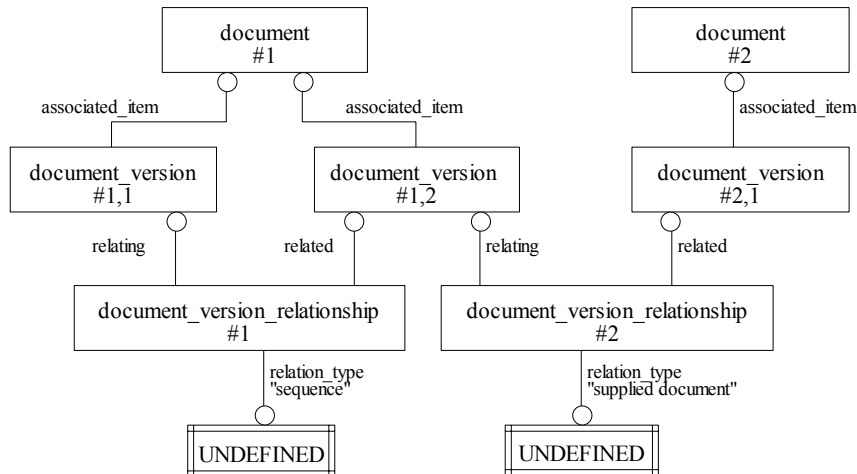 document
#1
document
#2
associated_item
associated_item
associated_item
document_version
#1,1
document_version
#1,2
document_version
#2,1
relating
related
relating
related
document_version_relationship
#1
document_version_relationship
#2
relation_type
"sequence"
relation_type
"supplied document"
UNDEFINED
UNDEFINED